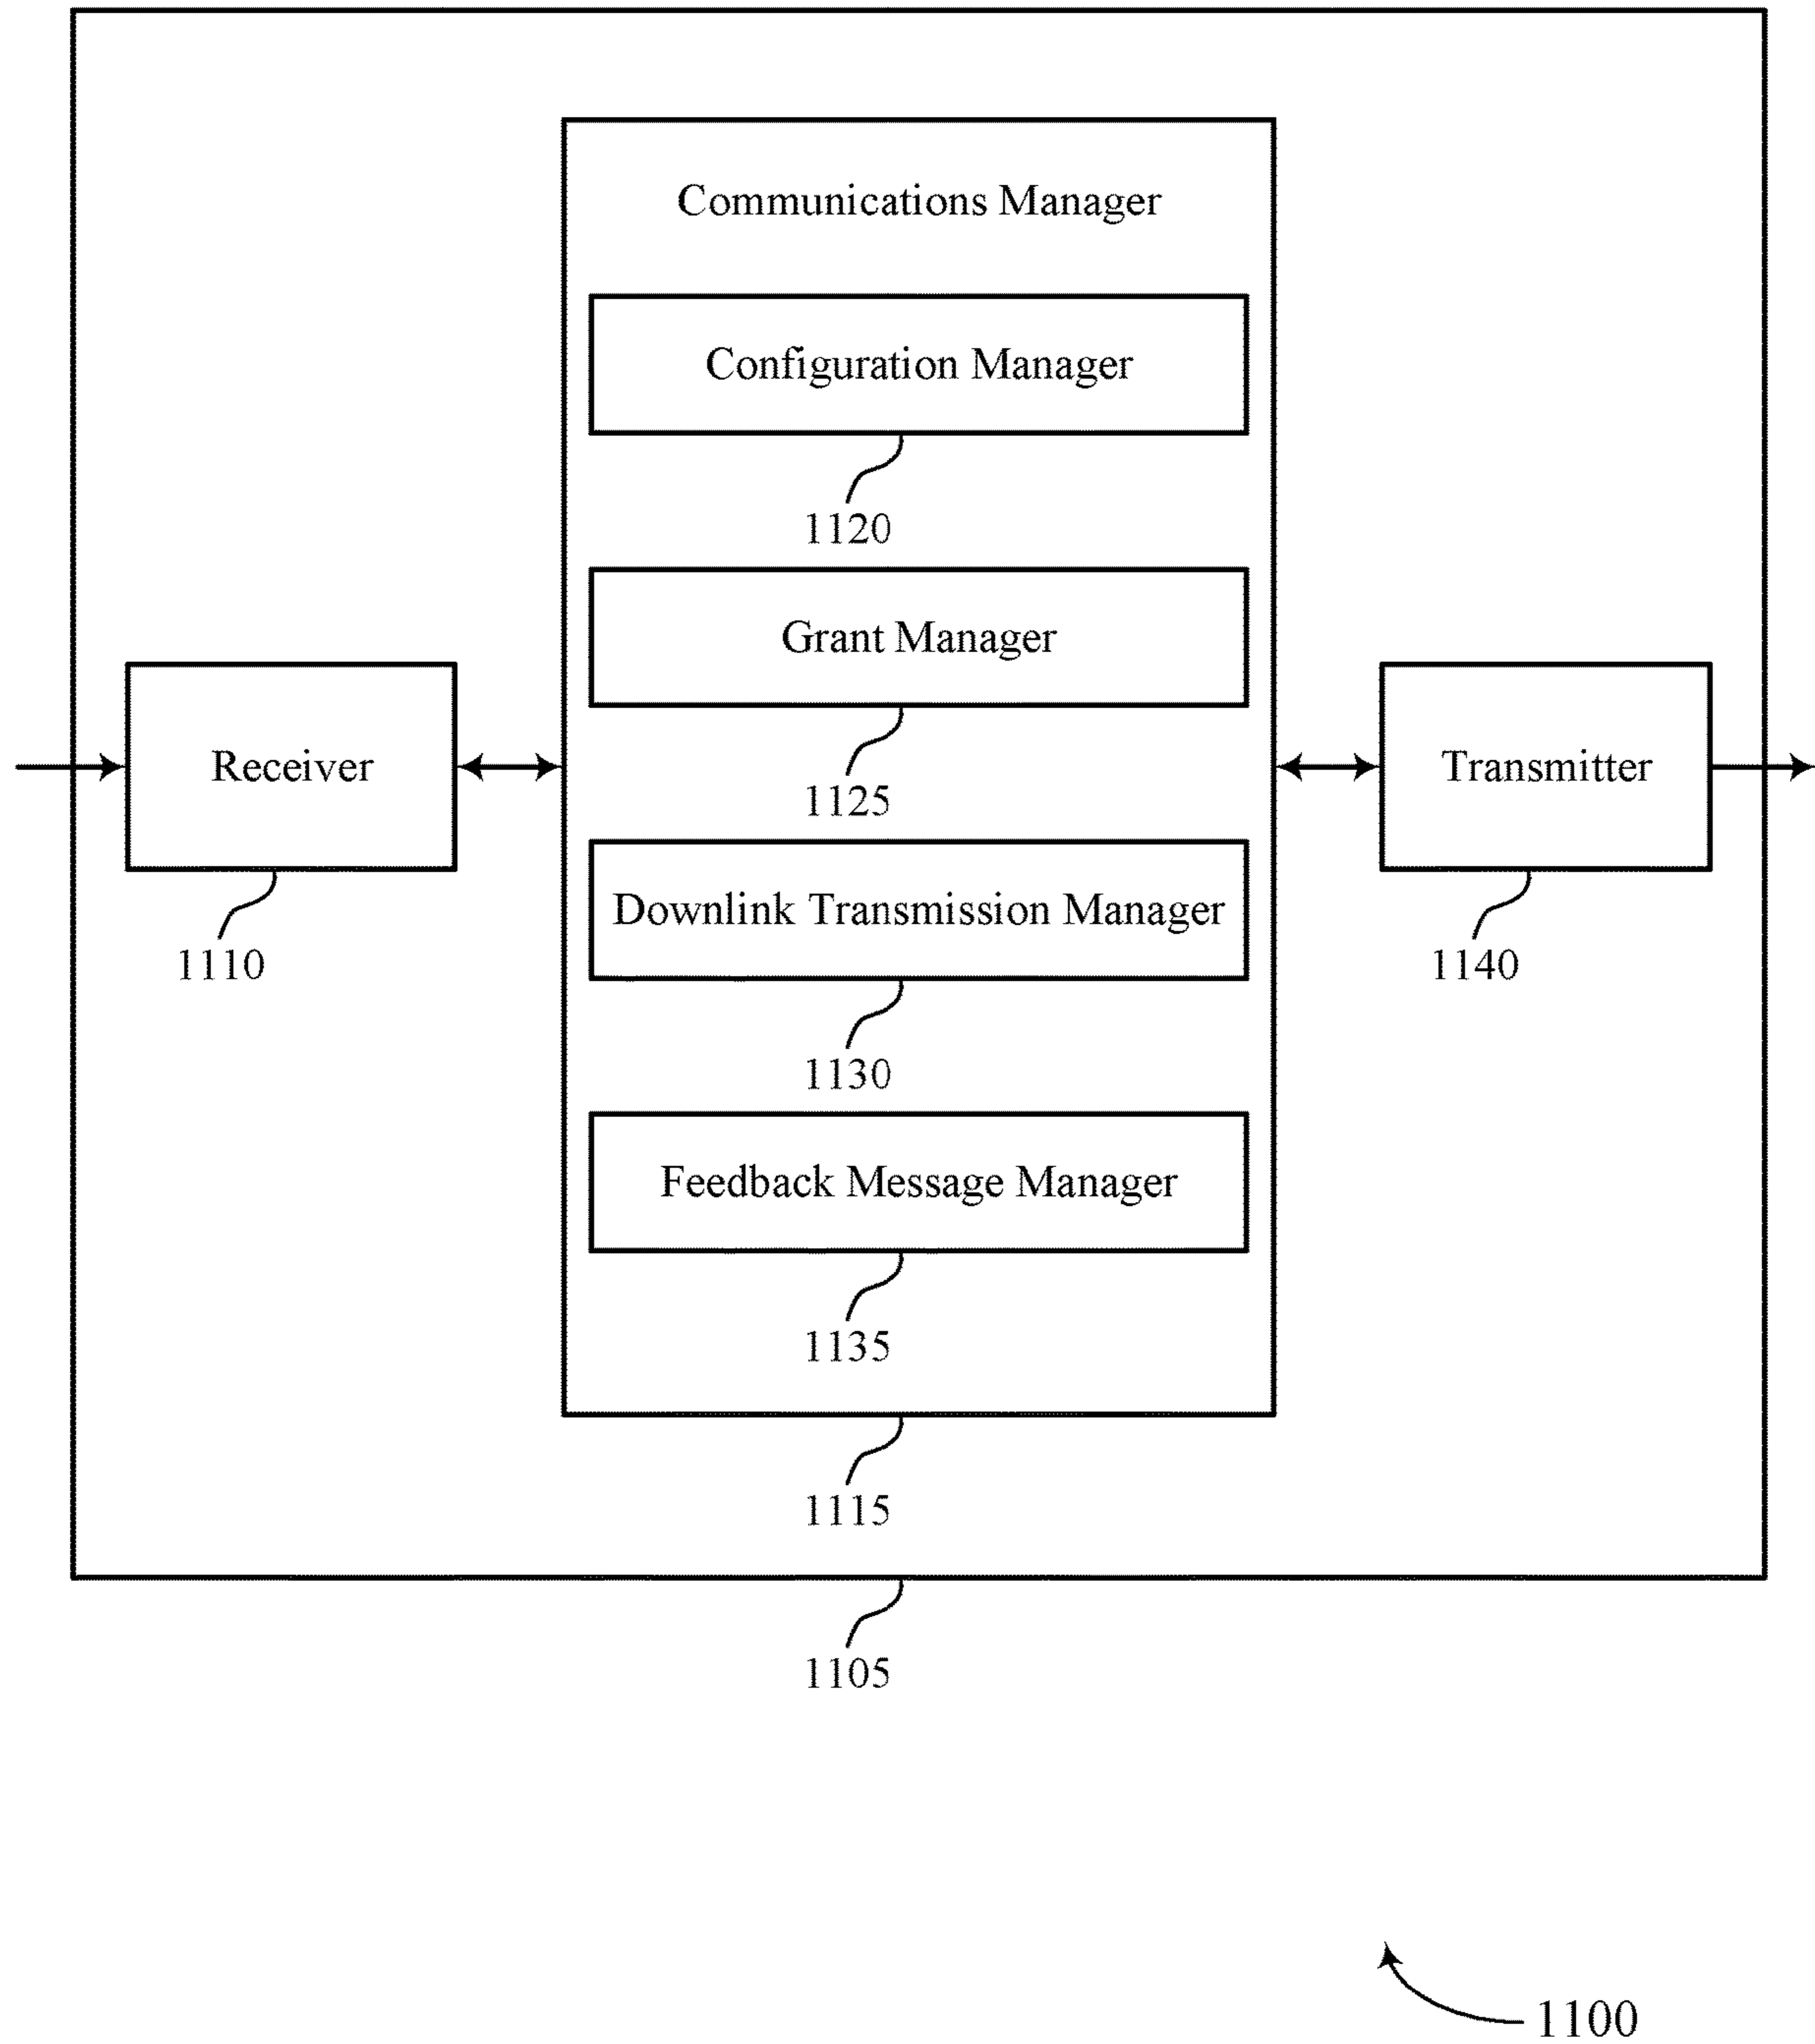 Communications Manager
Configuration Manager
1120
Grant Manager
1125
Receiver
1110
Transmitter
1140
Downlink Transmission Manager
1130
Feedback Message Manager
1135
1115
1105
1100